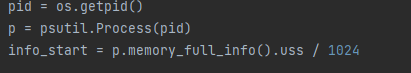 pid = os.getpid()
p = psutil.Process(pid)
info_start = p.memory_full_info().uss / 1024